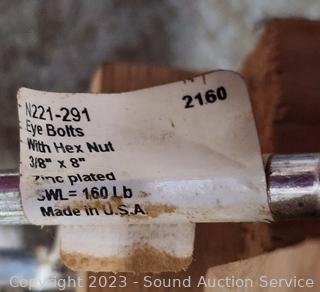 N221-291
2160
Eye Bolts
With Hex Nut
3/8" x 8"
Zinc plated
SWL= 160 Lb
Made in U.S.A.
Copyright 2023 - Sound Auction Service